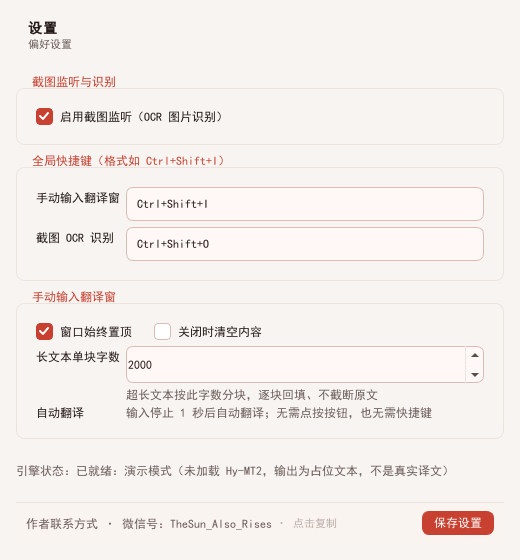 设置
偏好设置
截图监听与识别
启用截图监听（OCR 图片识别）
全局快捷键（格式如 Ctrl+Shift+I）
手动输入翻译窗 Ctrl+Shift+I
截图 OCR 识别 Ctrl+Shift+O
手动输入翻译窗
窗口始终置顶 关闭时清空内容
长文本单块字数 2000
超长文本按此字数分块，逐块回填、不截断原文
自动翻译 输入停止 1 秒后自动翻译；无需点按按钮，也无需快捷键
引擎状态：已就绪：演示模式（未加载 Hy-MT2，输出为占位文本，不是真实译文）
作者联系方式 · 微信号：TheSun_Also_Rises · 点击复制 保存设置